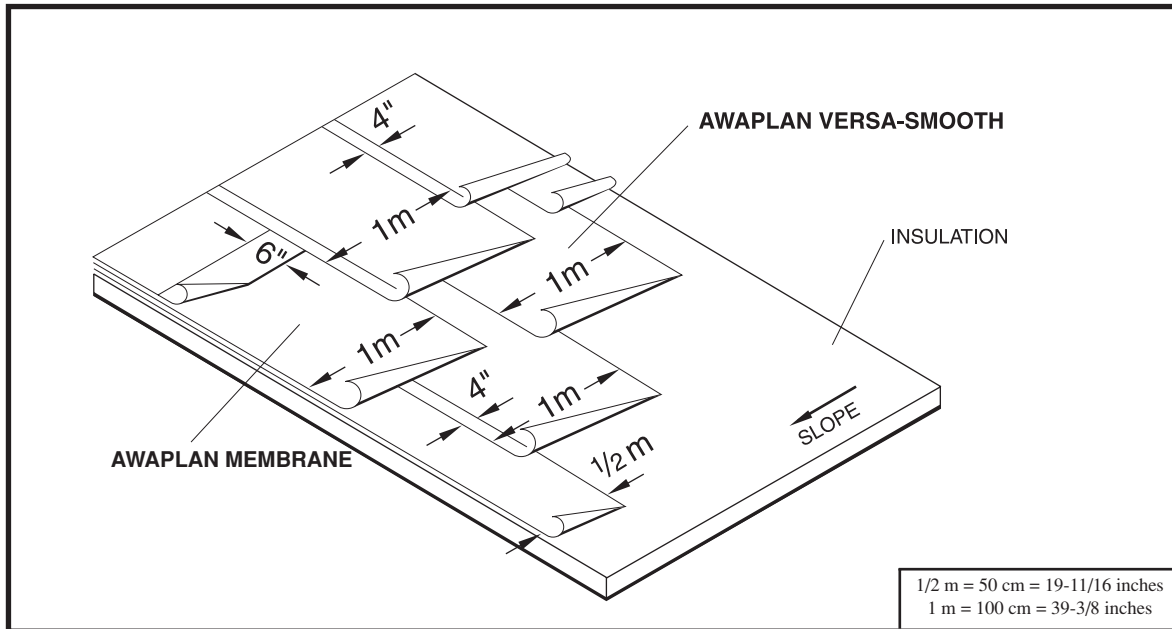 4"
AWAPLAN VERSA-SMOOTH
1m
INSULATION
6"
1m
1m
4"
1m
SLOPE
AWAPLAN MEMBRANE
1/2 m
1/2 m = 50 cm = 19-11/16 inches
1 m = 100 cm = 39-3/8 inches